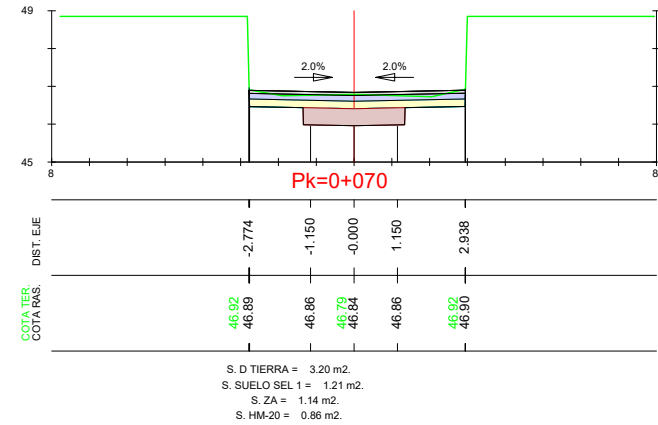 49
2.0% 2.0%
45
8 8
Pk=0+070
DIST. EJE
-2.774 -1.150 -0.000 1.150 2.938
COTA TER.
COTA RAS.
46.92 46.79 46.92
46.89 46.86 46.84 46.86 46.90
S. D TIERRA = 3.20 m2.
S. SUELO SEL 1 = 1.21 m2.
S. ZA = 1.14 m2.
S. HM-20 = 0.86 m2.